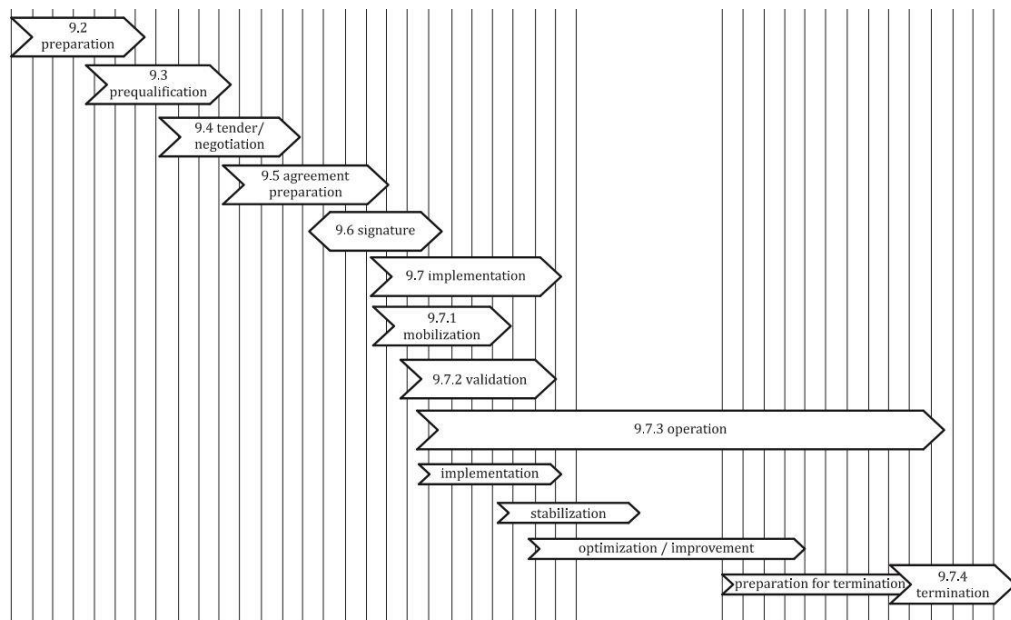 9.2
preparation
9.3
prequalification
9.4 tender/
negotiation
9.5 agreement
preparation
9.6 signature
9.7 implementation
9.7.1
mobilization
9.7.2 validation
9.7.3 operation
implementation
stabilization
optimization / improvement
preparation for termination
9.7.4
termination